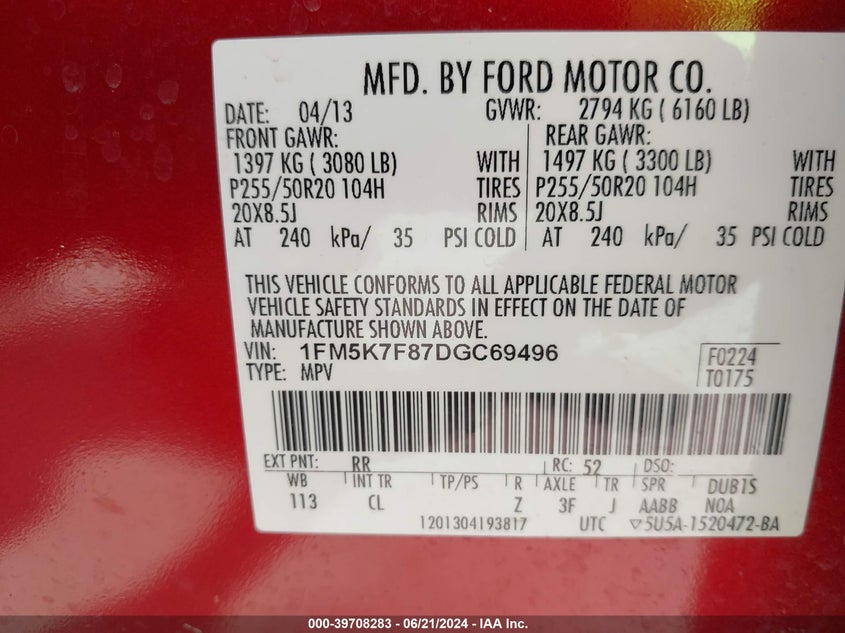 MFD. BY FORD MOTOR CO.
DATE: 04/13 GVWR: 2794 KG ( 6160 LB)
FRONT GAWR: REAR GAWR:
1397 KG ( 3080 LB) WITH 1497 KG ( 3300 LB) WITH
P255/50R20 104H TIRES P255/50R20 104H TIRES
20X8.5J RIMS 20X8.5J RIMS
AT 240 kPa/ 35 PSI COLD AT 240 kPa/ 35 PSI COLD
THIS VEHICLE CONFORMS TO ALL APPLICABLE FEDERAL MOTOR
VEHICLE SAFETY STANDARDS IN EFFECT ON THE DATE OF
MANUFACTURE SHOWN ABOVE.
VIN: 1FM5K7F87DGC69496 F0224
TYPE: MPV T0175
EXT PNT: RR RC: 52 DSO:
WB INT TR TP/PS R AXLE TR SPR DUB1S
113 CL Z 3F J AABB NOA
1201304193817 UTC ▽5U5A-1520472-BA
000-39708283 - 06/21/2024 - IAA Inc.